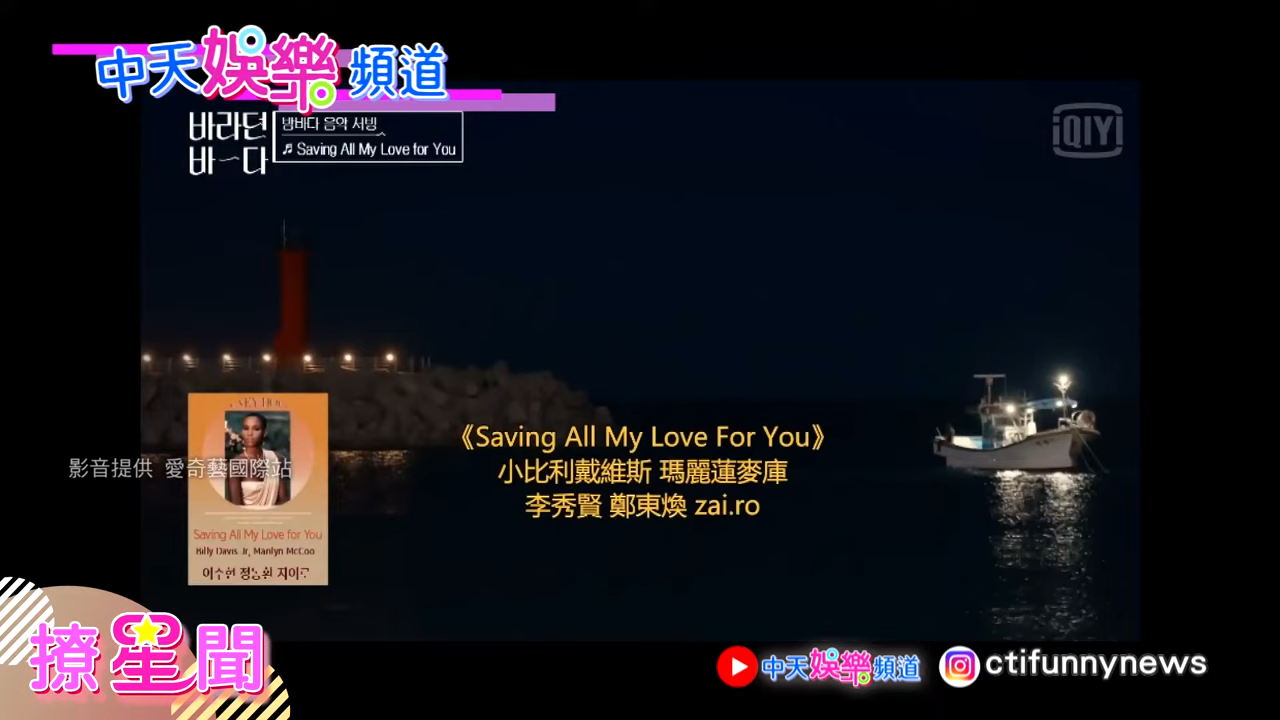 中天娛樂頻道
바라던
바다
밤바다 음악 서빙
♬ Saving All My Love for You
iQIYI
《Saving All My Love For You》
小比利戴維斯 瑪麗蓮麥庫
李秀賢 鄭東煥 zai.ro
影音提供 愛奇藝國際站
Saving All My Love for You
Billy Davis Jr, Marilyn McCoo
이수현 정동환 자이로
撩星聞
中天娛樂頻道
ctifunnynews